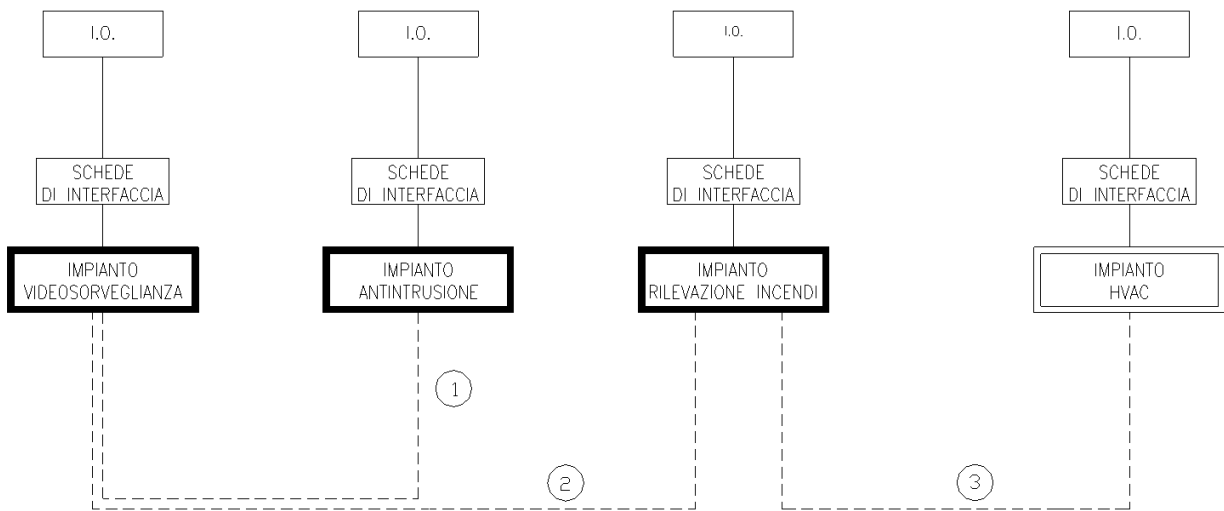 I.O.
I.O.
I.O.
I.O.
SCHEDE
DI INTERFACCIA
SCHEDE
DI INTERFACCIA
SCHEDE
DI INTERFACCIA
SCHEDE
DI INTERFACCIA
IMPIANTO
VIDEOSORVEGLIANZA
IMPIANTO
ANTINTRUSIONE
IMPIANTO
RILEVAZIONE INCENDI
IMPIANTO
HVAC
1
2
3